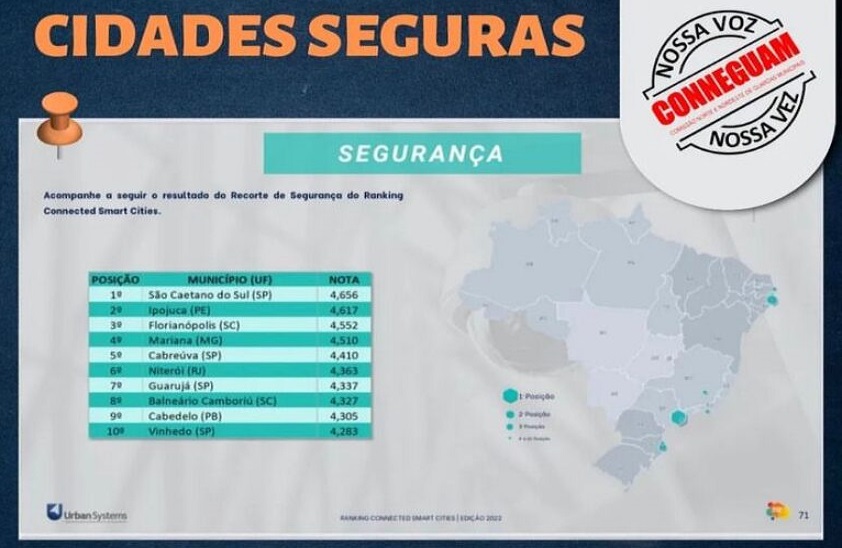 CIDADES SEGURAS
NOSSA VOZ
CONNEGUAM
COMISSÃO NORTE E NORDESTE DE GUARDAS MUNICIPAIS
NOSSA VEZ
SEGURANÇA
Acompanhe a seguir o resultado do Recorte de Segurança do Ranking
Connected Smart Cities.
POSIÇÃO MUNICÍPIO (UF) NOTA
1º São Caetano do Sul (SP) 4,656
2º Ipojuca (PE) 4,617
3º Florianópolis (SC) 4,552
4º Mariana (MG) 4,510
5º Cabreúva (SP) 4,410
6º Niterói (RJ) 4,363
7º Guarujá (SP) 4,337
8º Balneário Camboriú (SC) 4,327
9º Cabedelo (PB) 4,305
10º Vinhedo (SP) 4,283
1 Posição
2 Posição
3 Posição
Urban Systems
RANKING CONNECTED SMART CITIES | EDIÇÃO 2022
71